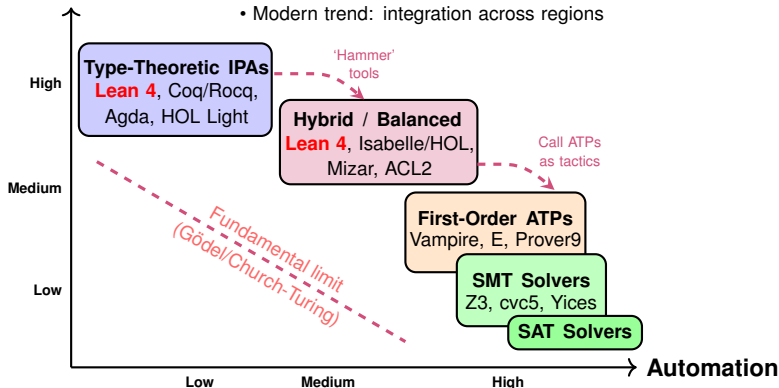 • Modern trend: integration across regions
High
Medium
Low
Type-Theoretic IPAs
Lean 4, Coq/Rocq,
Agda, HOL Light
'Hammer'
tools
Hybrid / Balanced
Lean 4, Isabelle/HOL,
Mizar, ACL2
Call ATPs
as tactics
First-Order ATPs
Vampire, E, Prover9
SMT Solvers
Z3, cvc5, Yices
SAT Solvers
Fundamental limit
(Gödel/Church-Turing)
Low
Medium
High
Automation